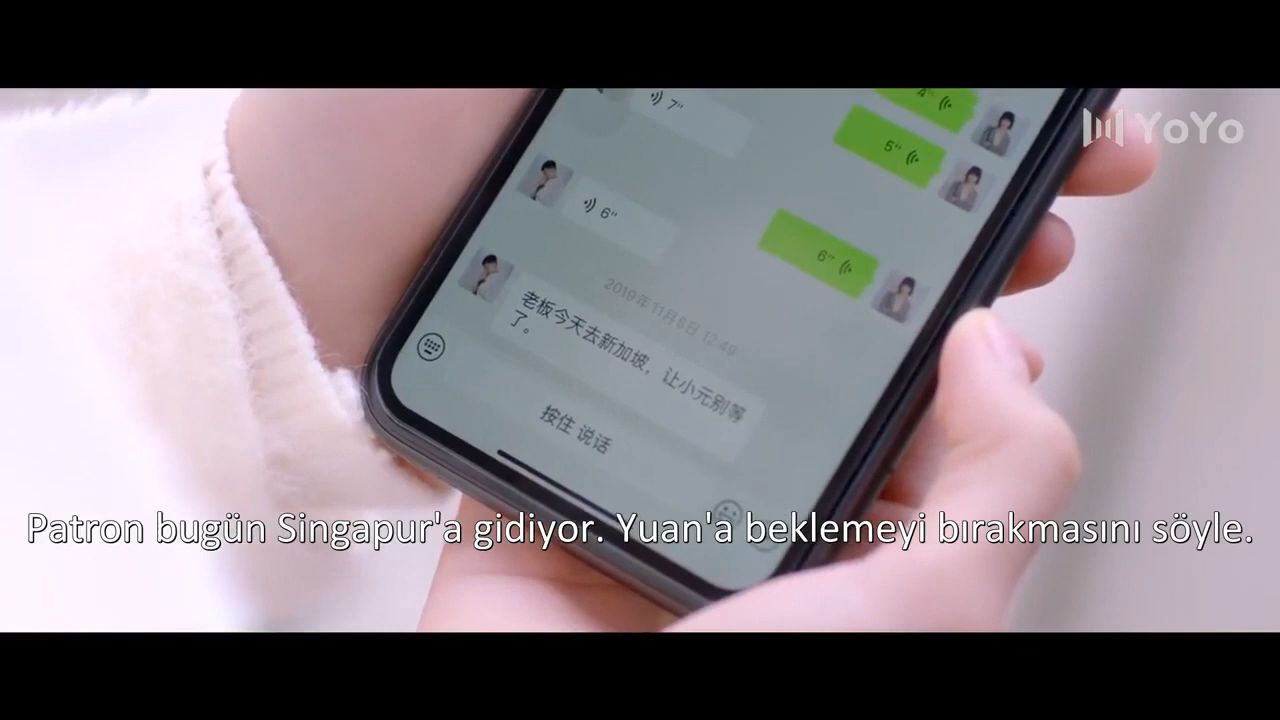 4"
7"
YoYo
5"
6"
6"
2019年11月6日 12:49
老板今天去新加坡，让小元别等
了。
按住 说话
Patron bugün Singapur'a gidiyor. Yuan'a beklemeyi bırakmasını söyle.